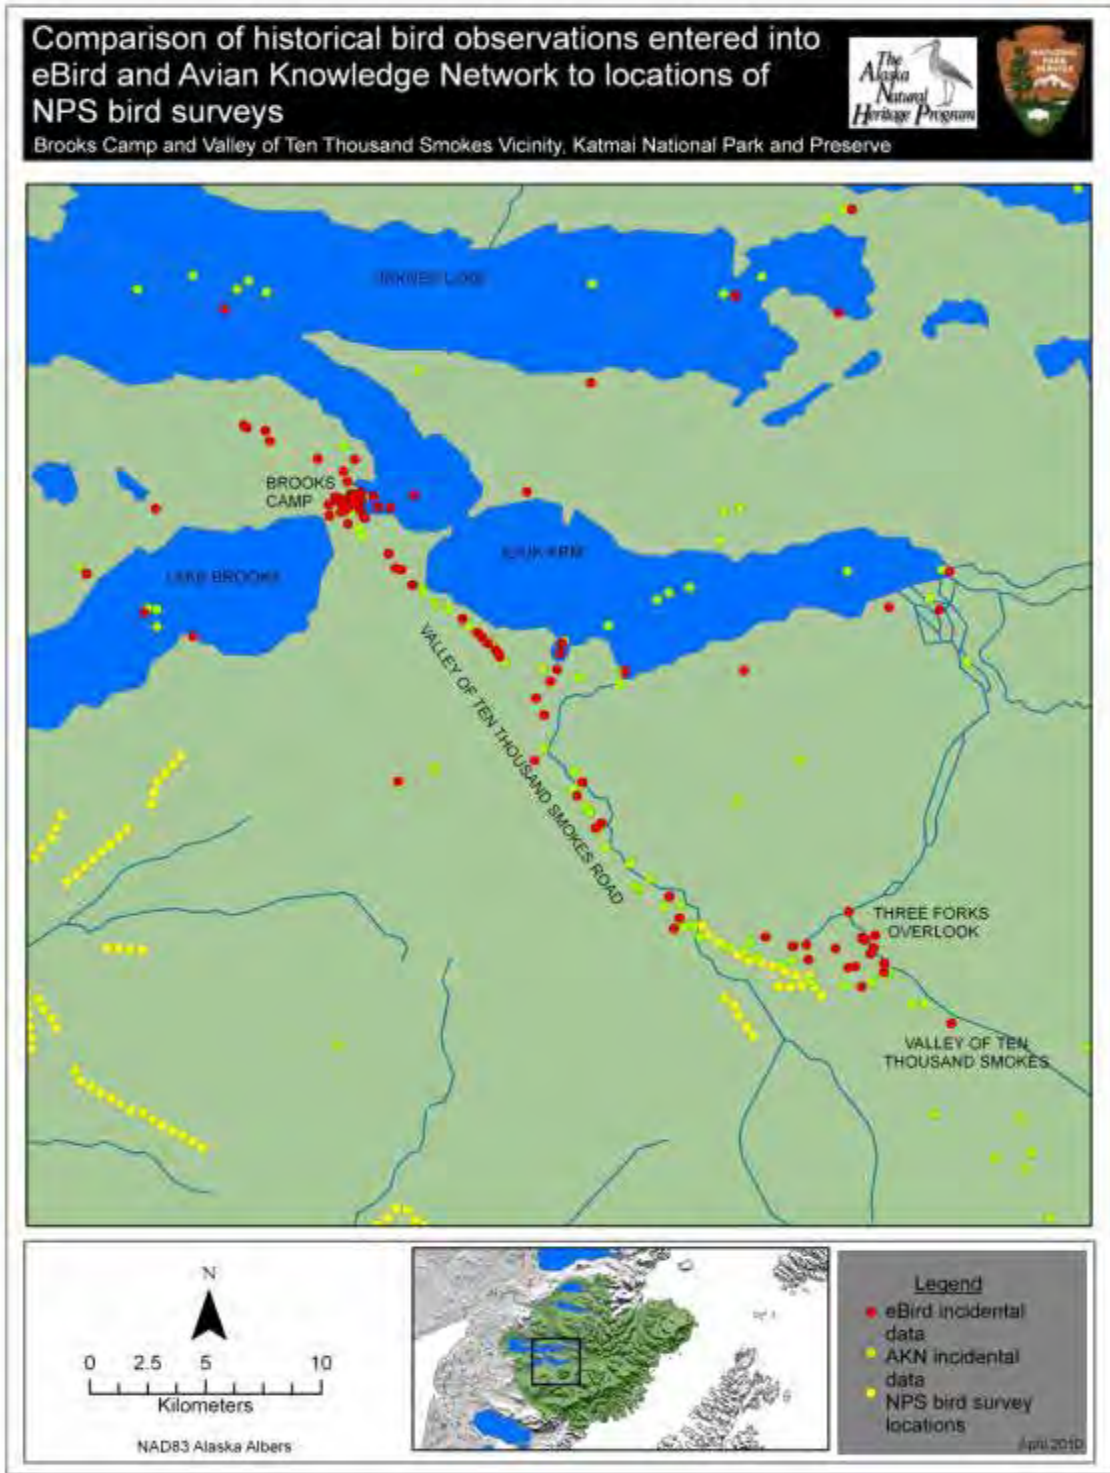 Comparison of historical bird observations entered into
eBird and Avian Knowledge Network to locations of
NPS bird surveys
Brooks Camp and Valley of Ten Thousand Smokes Vicinity, Katmai National Park and Preserve
The
Alaska
Natural
Heritage Program
NATIONAL
PARK
SERVICE
BROOKS
CAMP
LAKE BROOKS
ILIUK ARM
VALLEY OF TEN THOUSAND SMOKES ROAD
THREE FORKS
OVERLOOK
VALLEY OF TEN
THOUSAND SMOKES
N
0 2.5 5 10
Kilometers
NAD83 Alaska Albers
Legend
eBird incidental
data
AKN incidental
data
NPS bird survey
locations
April 2010